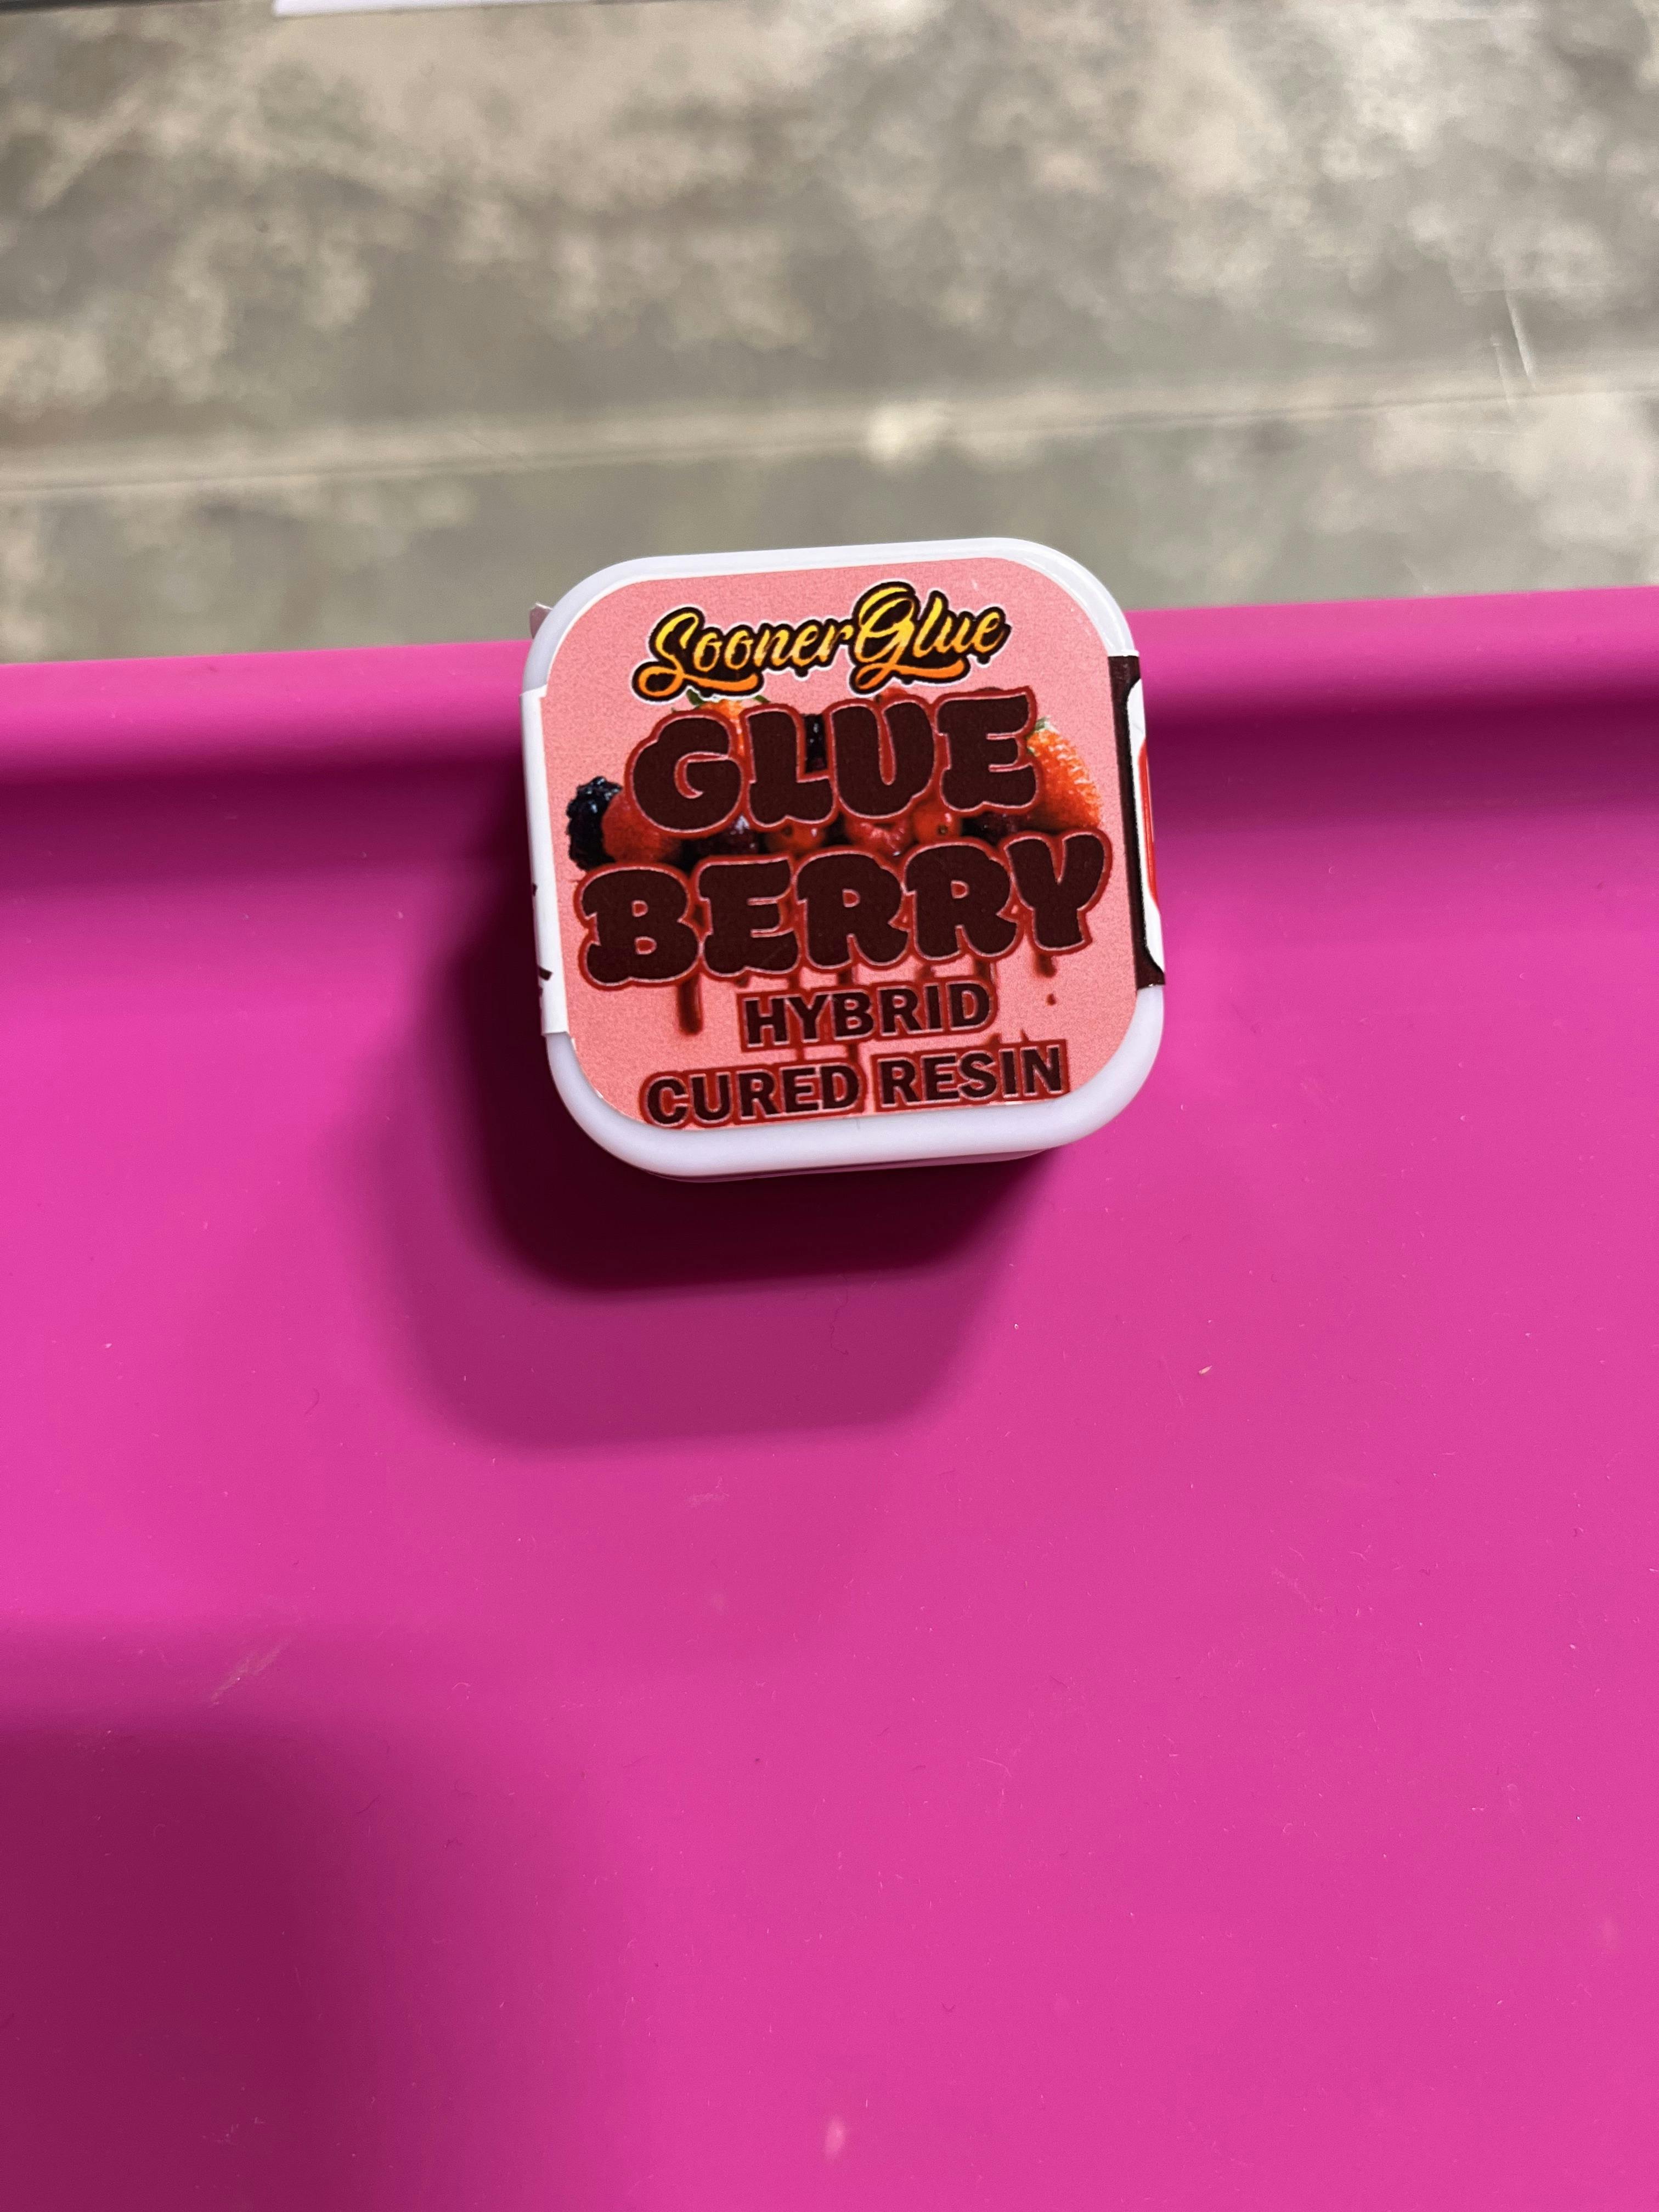 SoonerGlue
GLUE
BERRY
HYBRID
CURED RESIN